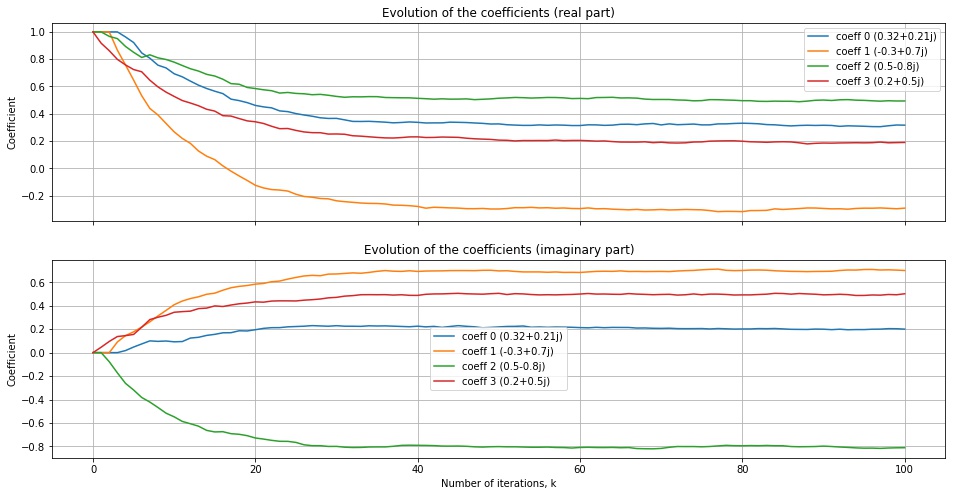 Evolution of the coefficients (real part)
1.0
0.8
0.6
0.4
0.2
0.0
−0.2
Coefficient
coeff 0 (0.32+0.21j)
coeff 1 (-0.3+0.7j)
coeff 2 (0.5-0.8j)
coeff 3 (0.2+0.5j)
Evolution of the coefficients (imaginary part)
0.6
0.4
0.2
0.0
−0.2
−0.4
−0.6
−0.8
Coefficient
coeff 0 (0.32+0.21j)
coeff 1 (-0.3+0.7j)
coeff 2 (0.5-0.8j)
coeff 3 (0.2+0.5j)
0 20 40 60 80 100
Number of iterations, k